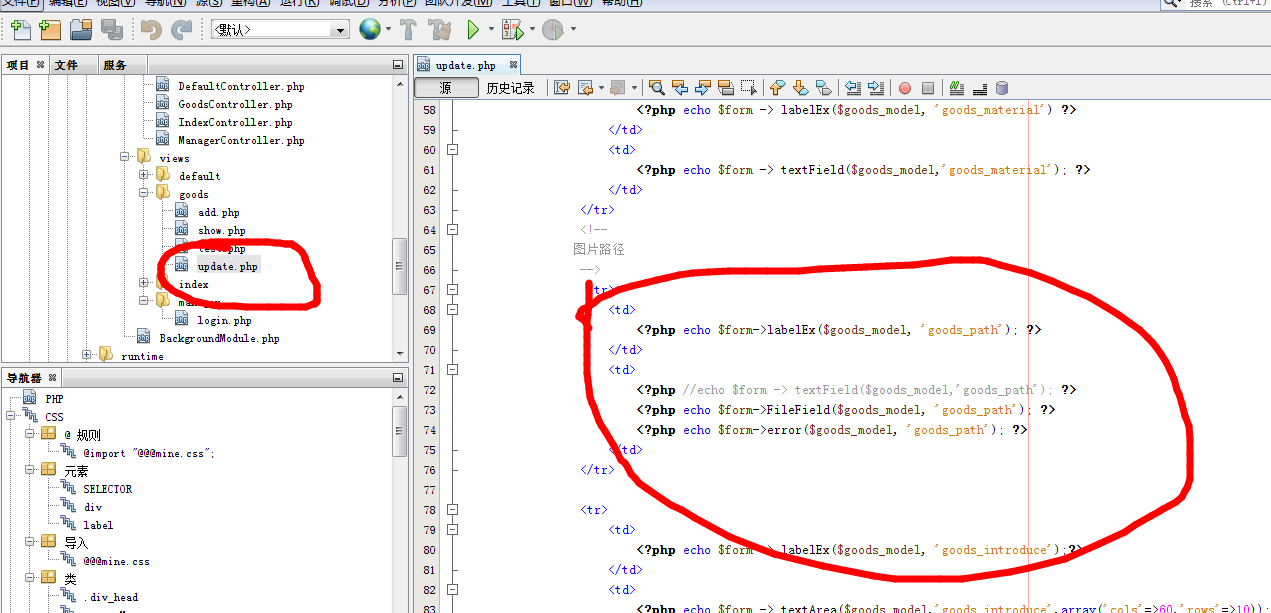 文件(F) 编辑(E) 视图(V) 导航(N) 源(S) 重构(A) 运行(R) 调试(D) 分析(P) 团队开发(M) 工具(T) 窗口(W) 帮助(H)
搜索 (Ctrl+I)
<默认>
项目 文件 服务
DefaultController.php
GoodsController.php
IndexController.php
ManagerController.php
views
default
goods
add.php
show.php
update.php
index
login.php
BackgroundModule.php
runtime
导航器
PHP
CSS
@ 规则
@import "@@@mine.css";
元素
SELECTOR
div
label
导入
@@@mine.css
类
.div_head
update.php
源 历史记录
58 <?php echo $form -> labelEx($goods_model, 'goods_material') ?>
59 </td>
60 <td>
61 <?php echo $form -> textField($goods_model,'goods_material'); ?>
62 </td>
63 </tr>
64 <!--
65 图片路径
66 -->
67 <tr>
68 <td>
69 <?php echo $form->labelEx($goods_model, 'goods_path'); ?>
70 </td>
71 <td>
72 <?php //echo $form -> textField($goods_model,'goods_path'); ?>
73 <?php echo $form->FileField($goods_model, 'goods_path'); ?>
74 <?php echo $form->error($goods_model, 'goods_path'); ?>
75 </td>
76 </tr>
77
78 <tr>
79 <td>
80 <?php echo $form -> labelEx($goods_model, 'goods_introduce');?>
81 </td>
82 <td>
83 <?php echo $form -> textArea($goods_model,'goods_introduce',array('cols'=>60,'rows'=>10));